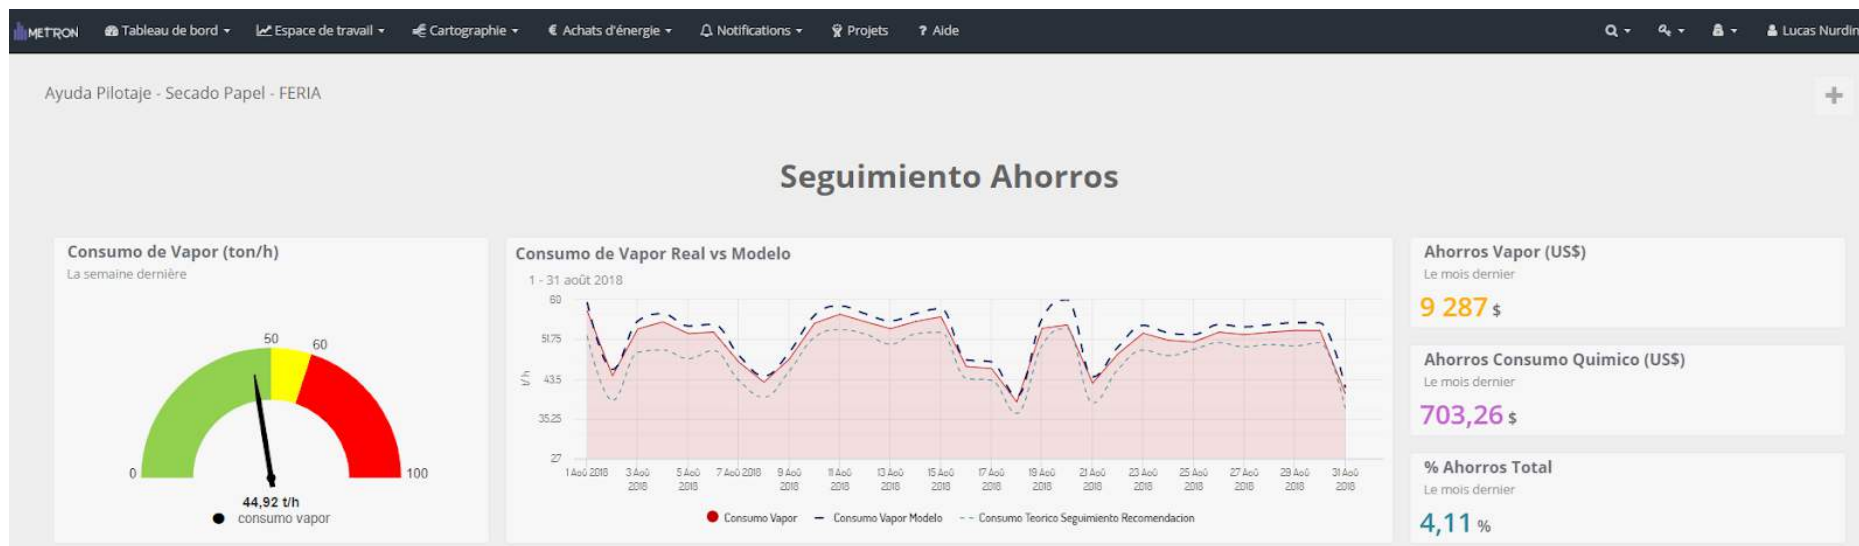 METRON Tableau de bord Espace de travail Cartographie € Achats d'énergie Notifications Projets ? Aide Lucas Nurdin
Ayuda Pilotaje - Secado Papel - FERIA
Seguimiento Ahorros
Consumo de Vapor (ton/h)
La semaine dernière
0
50
60
100
44,92 t/h
consumo vapor
Consumo de Vapor Real vs Modelo
1 - 31 août 2018
60
51.75
43.5
35.25
27
t/h
1 Aoû 2018 3 Aoû 2018 5 Aoû 2018 7 Aoû 2018 9 Aoû 2018 11 Aoû 2018 13 Aoû 2018 15 Aoû 2018 17 Aoû 2018 19 Aoû 2018 21 Aoû 2018 23 Aoû 2018 25 Aoû 2018 27 Aoû 2018 29 Aoû 2018 31 Aoû 2018
Consumo Vapor Consumo Vapor Modelo Consumo Teorico Seguimiento Recomendacion
Ahorros Vapor (US$)
Le mois dernier
9 287 $
Ahorros Consumo Quimico (US$)
Le mois dernier
703,26 $
% Ahorros Total
Le mois dernier
4,11 %